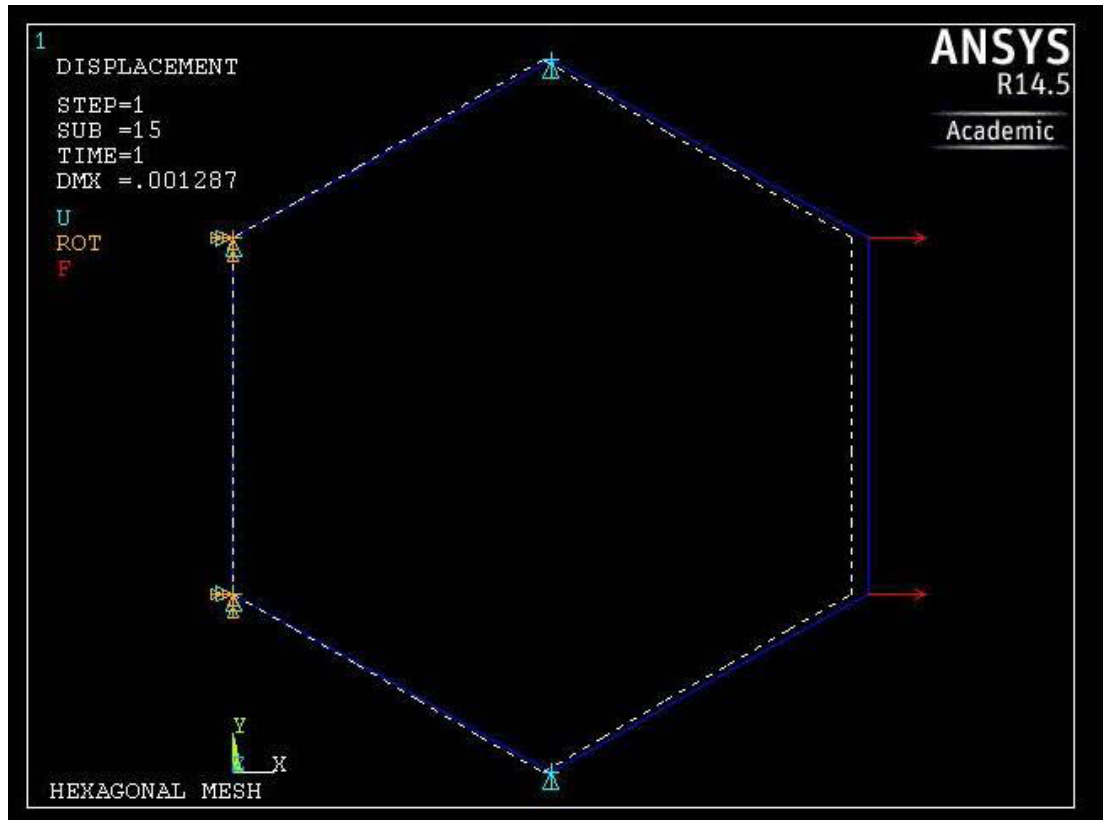 1
DISPLACEMENT
STEP=1
SUB =15
TIME=1
DMX =.001287
U
ROT
F
ANSYS
R14.5
Academic
Y
X
HEXAGONAL MESH